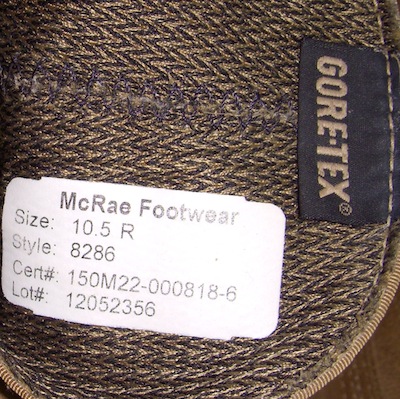 McRae Footwear
Size: 10.5 R
Style: 8286
Cert#: 150M22-000818-6
Lot#: 12052356
GORE-TEX®